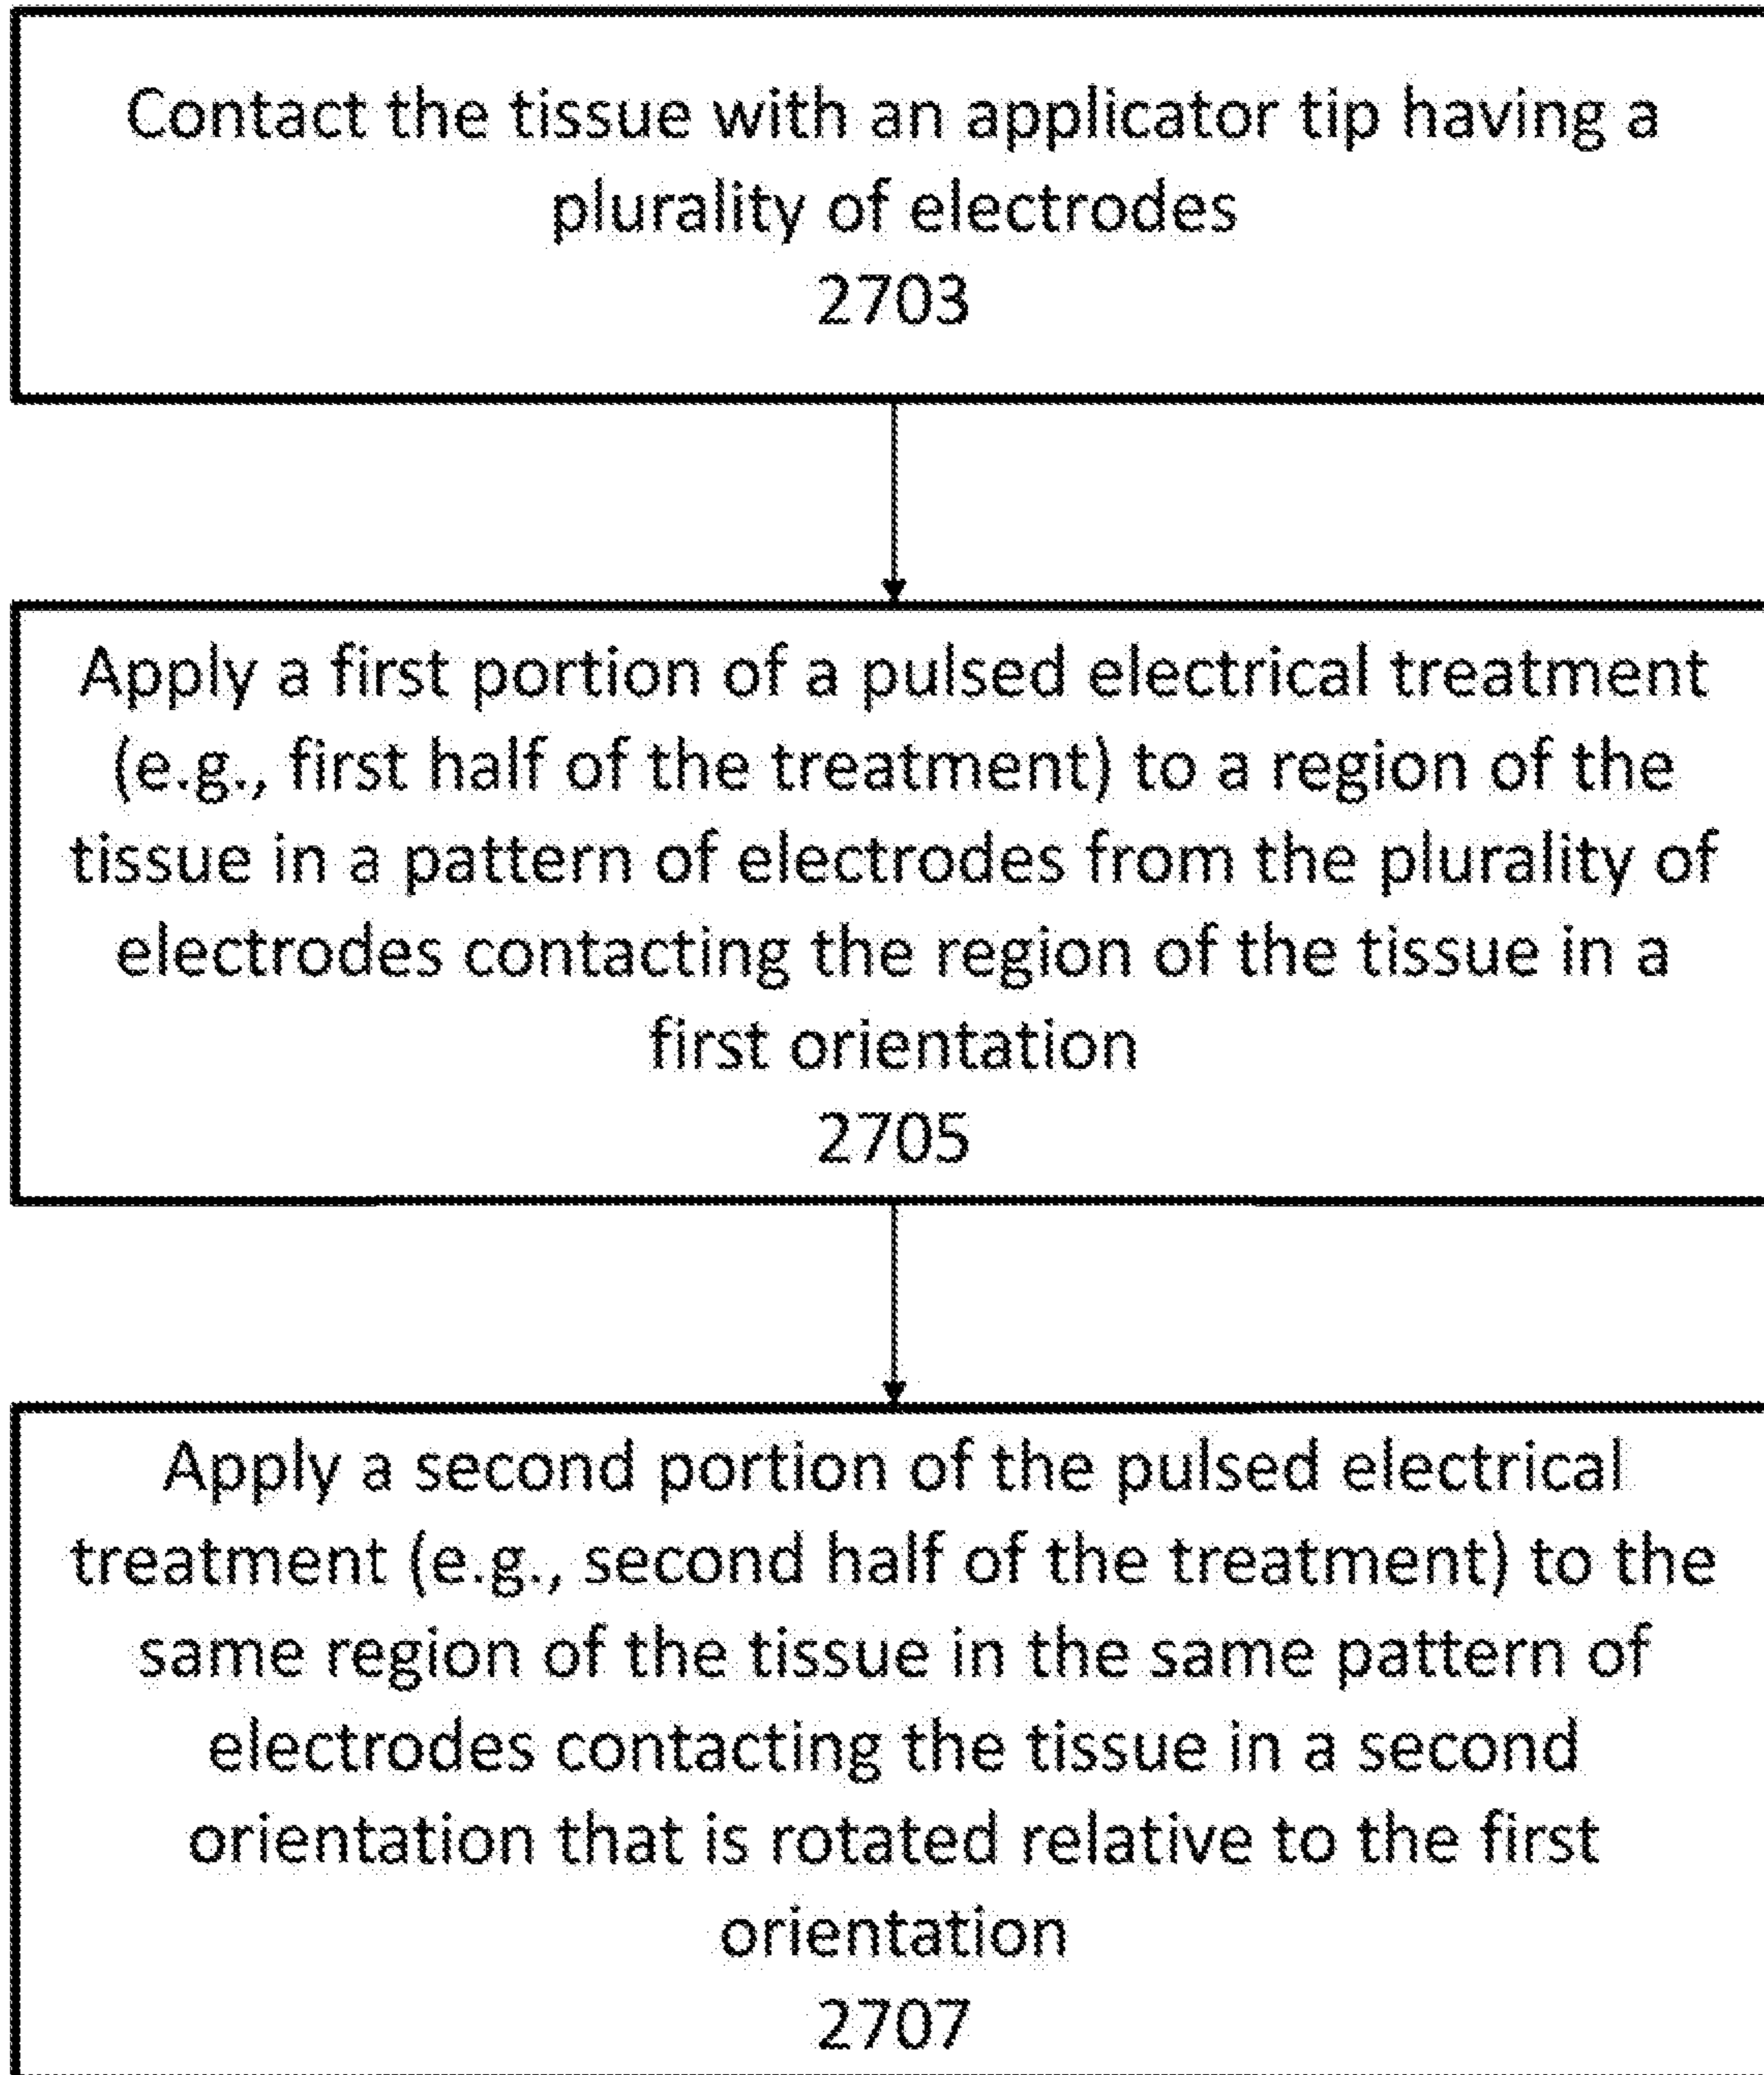 Contact the tissue with an applicator tip having a
plurality of electrodes
2703
Apply a first portion of a pulsed electrical treatment
(e.g., first half of the treatment) to a region of the
tissue in a pattern of electrodes from the plurality of
electrodes contacting the region of the tissue in a
first orientation
2705
Apply a second portion of the pulsed electrical
treatment (e.g., second half of the treatment) to the
same region of the tissue in the same pattern of
electrodes contacting the tissue in a second
orientation that is rotated relative to the first
orientation
2707